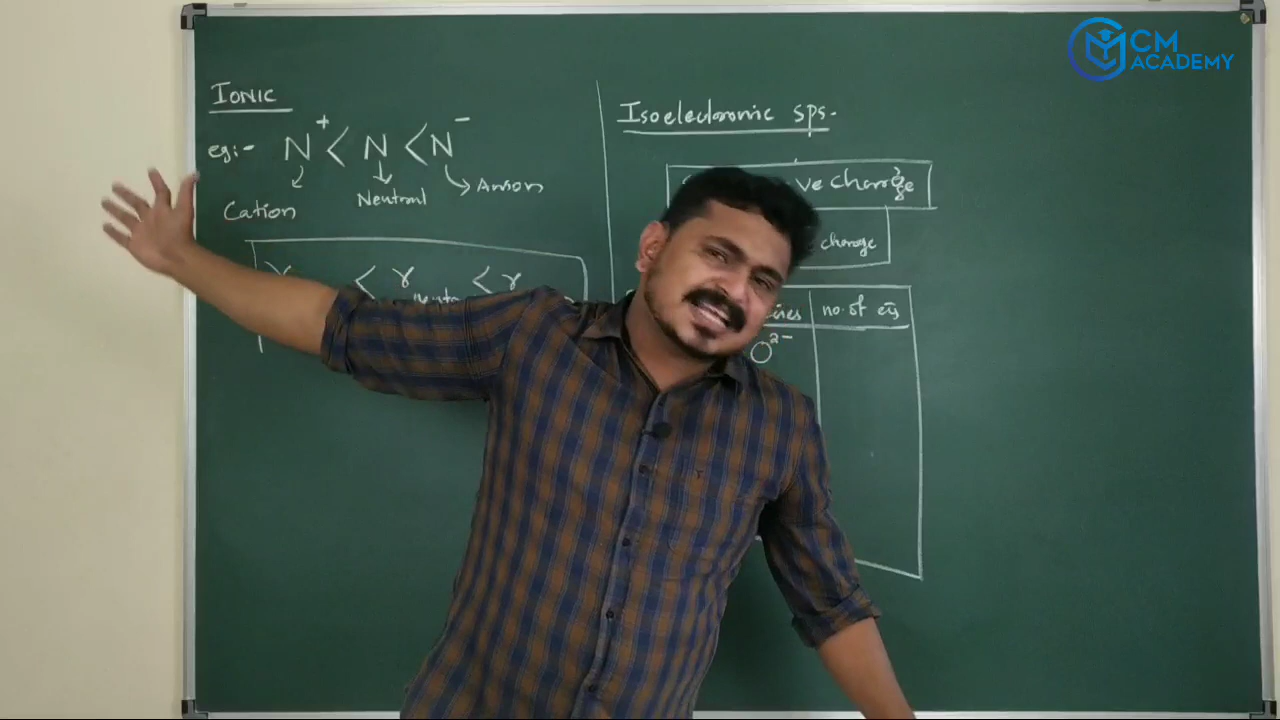 CM
ACADEMY
IONIC
eg:- N+ < N < N-
Cation
Neutral
Anion
r < r < r
Isoelectronic sps.
ve charge
charge
no. of e's
O2-